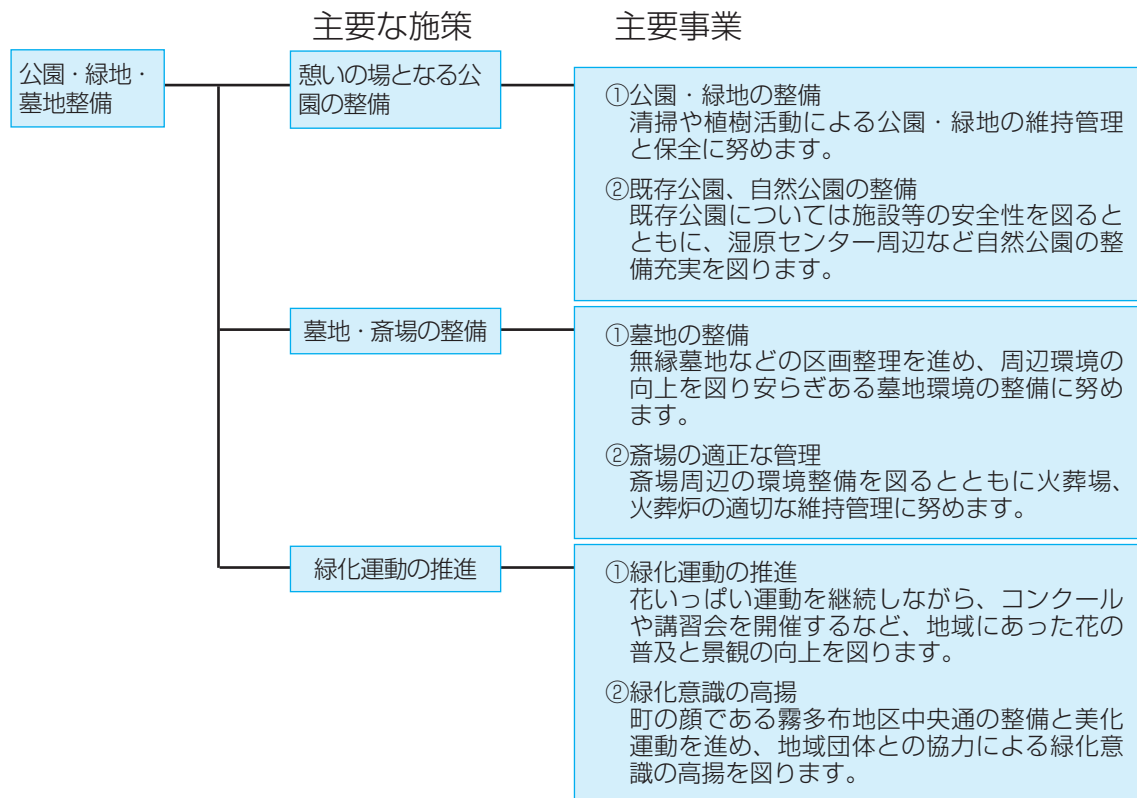 主要な施策
主要事業
公園・緑地・
墓地整備
憩いの場となる公
園の整備
①公園・緑地の整備
清掃や植樹活動による公園・緑地の維持管理
と保全に努めます。
②既存公園、自然公園の整備
既存公園については施設等の安全性を図ると
ともに、湿原センター周辺など自然公園の整
備充実を図ります。
墓地・斎場の整備
①墓地の整備
無縁墓地などの区画整理を進め、周辺環境の
向上を図り安らぎある墓地環境の整備に努め
ます。
②斎場の適正な管理
斎場周辺の環境整備を図るとともに火葬場、
火葬炉の適切な維持管理に努めます。
緑化運動の推進
①緑化運動の推進
花いっぱい運動を継続しながら、コンクール
や講習会を開催するなど、地域にあった花の
普及と景観の向上を図ります。
②緑化意識の高揚
町の顔である霧多布地区中央通の整備と美化
運動を進め、地域団体との協力による緑化意
識の高揚を図ります。